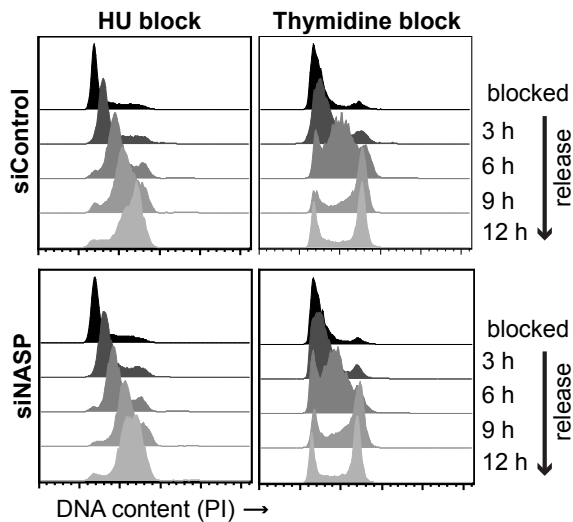 HU block
Thymidine block
siControl
blocked
3 h
6 h
9 h
12 h
release
siNASP
blocked
3 h
6 h
9 h
12 h
release
DNA content (PI) →